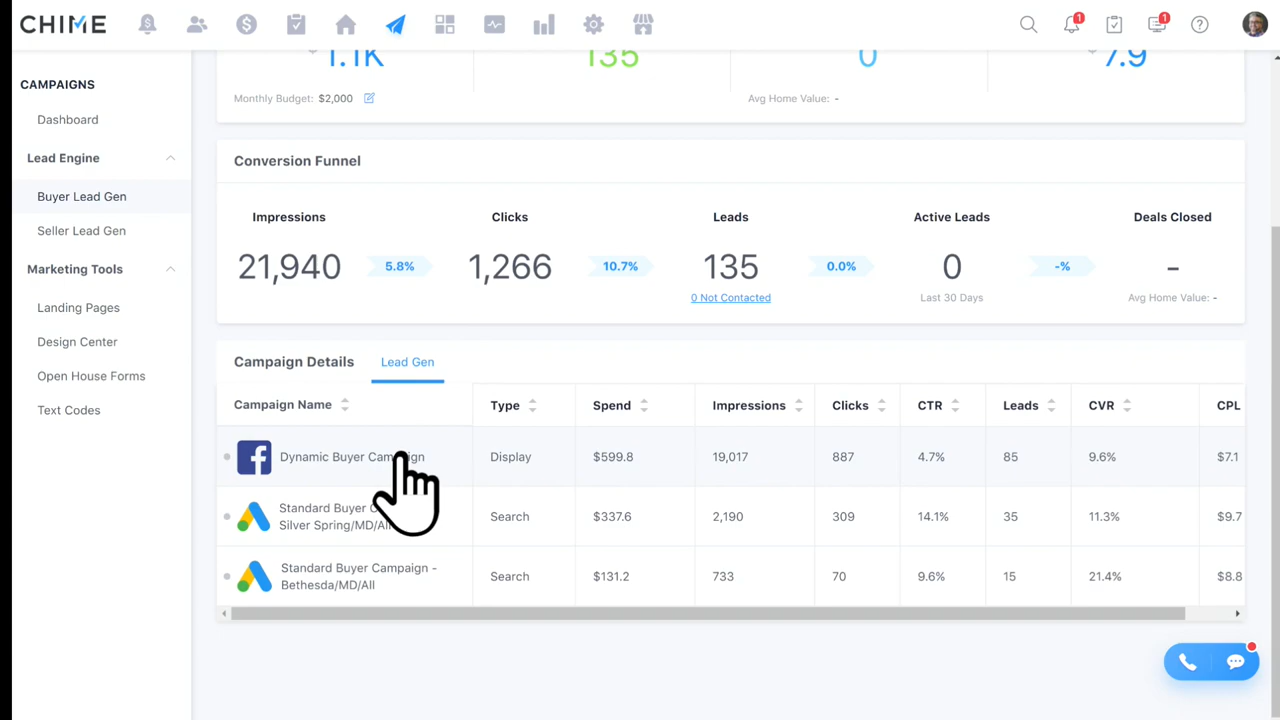 CHIME
1
1
CAMPAIGNS
Dashboard
Lead Engine
Buyer Lead Gen
Seller Lead Gen
Marketing Tools
Landing Pages
Design Center
Open House Forms
Text Codes
1.1K
135
0
7.9
Monthly Budget: $2,000
Avg Home Value: -
Conversion Funnel
Impressions
Clicks
Leads
Active Leads
Deals Closed
21,940
5.8%
1,266
10.7%
135
0.0%
0
-%
-
0 Not Contacted
Last 30 Days
Avg Home Value: -
Campaign Details
Lead Gen
Campaign Name
Type
Spend
Impressions
Clicks
CTR
Leads
CVR
CPL
Dynamic Buyer Campaign
Display
$599.8
19,017
887
4.7%
85
9.6%
$7.1
Standard Buyer
Silver Spring/MD/All
Search
$337.6
2,190
309
14.1%
35
11.3%
$9.7
Standard Buyer Campaign -
Bethesda/MD/All
Search
$131.2
733
70
9.6%
15
21.4%
$8.8